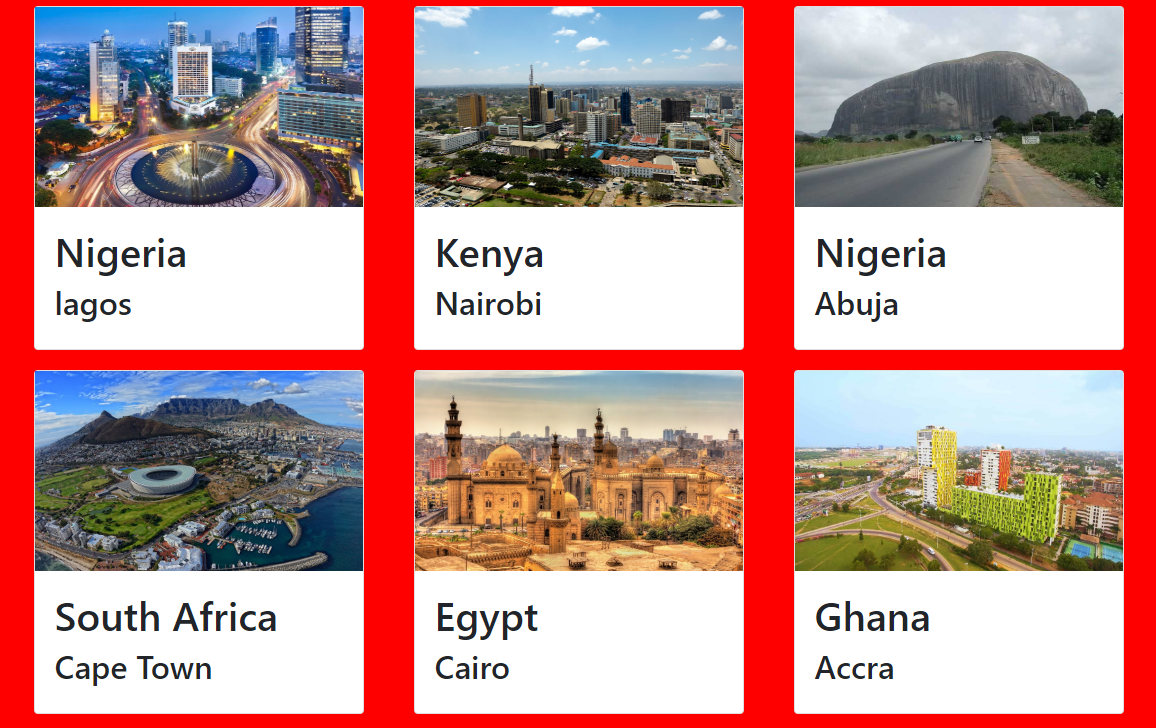 Nigeria
lagos
Kenya
Nairobi
Nigeria
Abuja
South Africa
Cape Town
Egypt
Cairo
Ghana
Accra